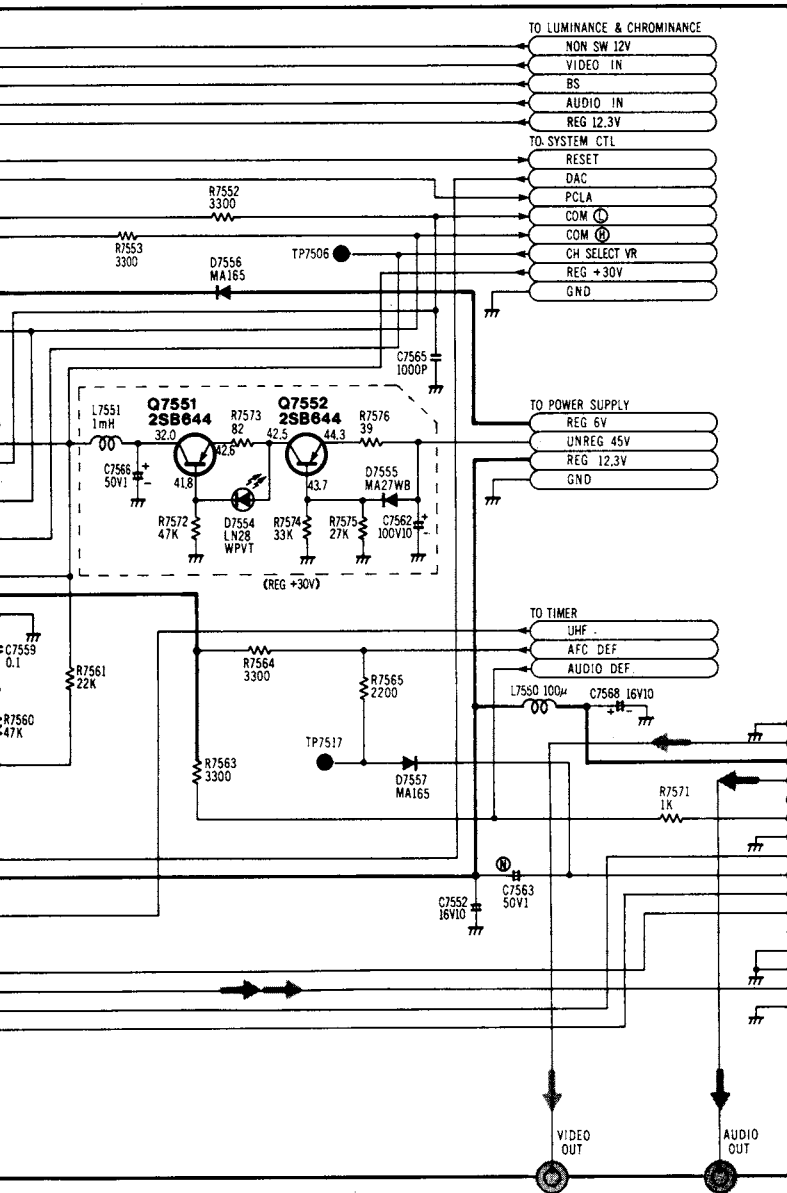 TO LUMINANCE & CHROMINANCE
NON SW 12V
VIDEO IN
BS
AUDIO IN
REG 12.3V
TO SYSTEM CTL
RESET
DAC
PCLA
COM Ⓛ
COM Ⓗ
CH SELECT VR
REG +30V
GND
R7552
3300
R7553
3300
TP7506
D7556
MA165
C7565
1000P
L7551
1mH
Q7551
2SB644
32.0
42.6
41.8
R7573
82
Q7552
2SB644
42.5
44.3
43.7
R7576
39
C7566
50V1
+
-
D7555
MA27WB
R7572
47K
D7554
LN28
WPVT
R7574
33K
R7575
27K
C7562
100V10
+
-
(REG +30V)
TO POWER SUPPLY
REG 6V
UNREG 45V
REG 12.3V
GND
TO TIMER
UHF
AFC DEF
AUDIO DEF
C7559
0.1
R7561
22K
R7560
47K
R7564
3300
R7565
2200
R7563
3300
TP7517
D7557
MA165
L7550 100μ
C7568 16V10
+
-
R7571
1K
Ⓝ
C7563
50V1
C7552
16V10
VIDEO
OUT
AUDIO
OUT